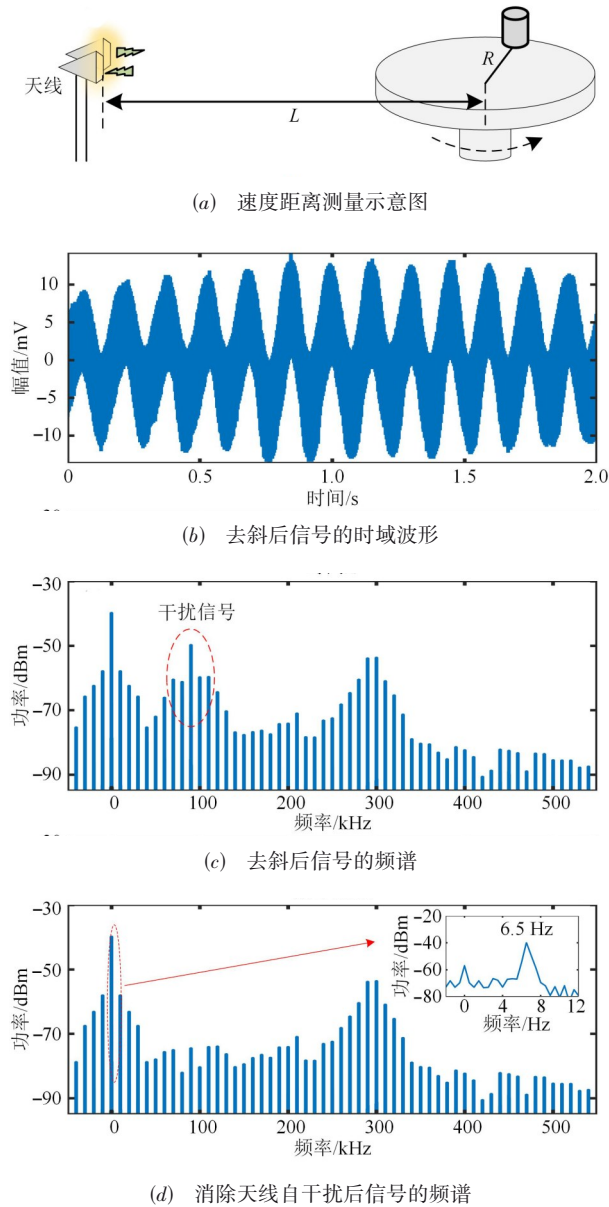 天线
R
L
(a) 速度距离测量示意图
幅值/mV
10
5
0
−5
−10
0 0.5 1.0 1.5 2.0
时间/s
(b) 去斜后信号的时域波形
干扰信号
功率/dBm
−30
−50
−70
−90
0 100 200 300 400 500
频率/kHz
(c) 去斜后信号的频谱
功率/dBm
−30
−50
−70
−90
0 100 200 300 400 500
频率/kHz
6.5 Hz
功率/dBm
−20
−40
−60
−80
0 4 8 12
频率/Hz
(d) 消除天线自干扰后信号的频谱